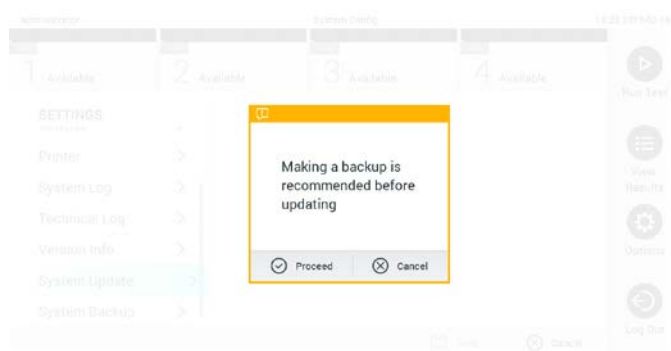 Administrator
System Config
1 Available
2 Available
3 Available
4 Available
Run Test
SETTINGS
Printer
System Log
Technical Log
Version Info
System Update
System Backup
View
Results
Options
Log Out
Making a backup is
recommended before
updating
Proceed
Cancel
Save
Cancel